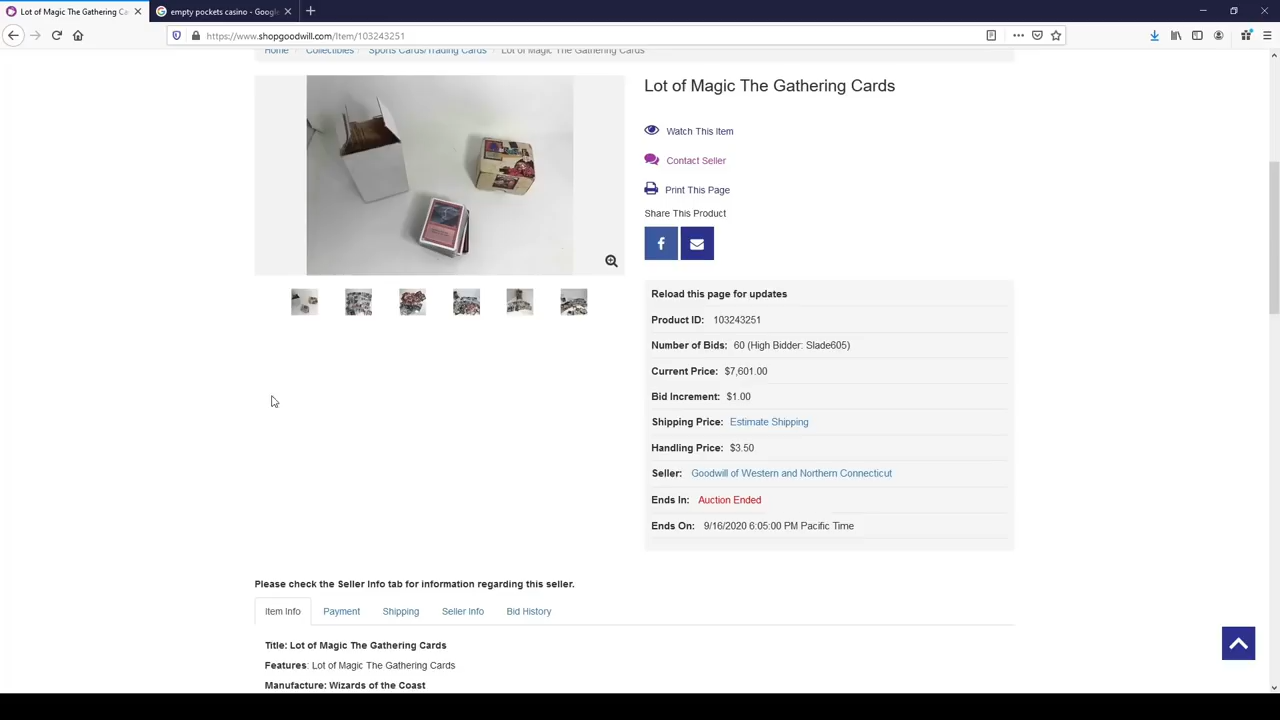 Lot of Magic The Gathering Ca
empty pockets casino - Googl
https://www.shopgoodwill.com/Item/103243251
Home Collectibles Sports Cards/Trading Cards Lot of Magic The Gathering Cards
Lot of Magic The Gathering Cards
Watch This Item
Contact Seller
Print This Page
Share This Product
Reload this page for updates
Product ID: 103243251
Number of Bids: 60 (High Bidder: Slade605)
Current Price: $7,601.00
Bid Increment: $1.00
Shipping Price: Estimate Shipping
Handling Price: $3.50
Seller: Goodwill of Western and Northern Connecticut
Ends In: Auction Ended
Ends On: 9/16/2020 6:05:00 PM Pacific Time
Please check the Seller Info tab for information regarding this seller.
Item Info Payment Shipping Seller Info Bid History
Title: Lot of Magic The Gathering Cards
Features: Lot of Magic The Gathering Cards
Manufacture: Wizards of the Coast